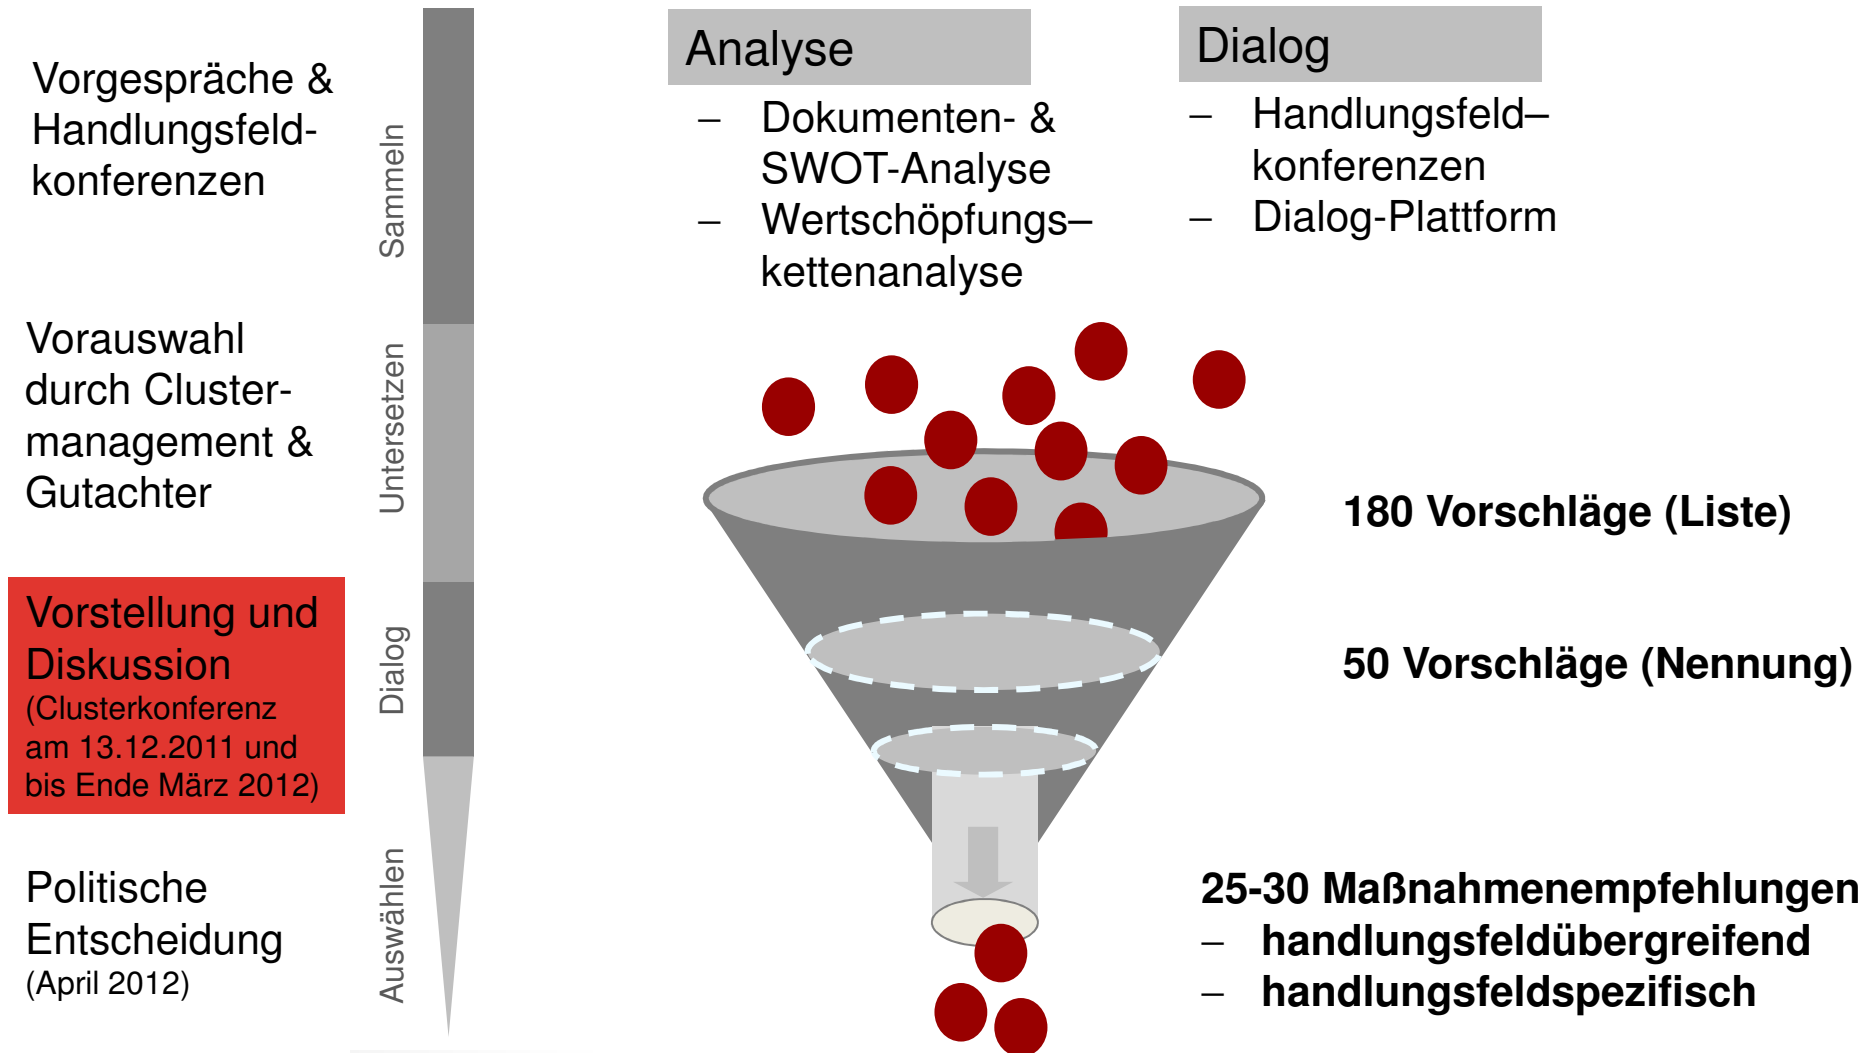 Vorgespräche &
Handlungsfeld-
konferenzen
Sammeln
Vorauswahl
durch Cluster-
management &
Gutachter
Untersetzen
Vorstellung und
Diskussion
(Clusterkonferenz
am 13.12.2011 und
bis Ende März 2012)
Dialog
Politische
Entscheidung
(April 2012)
Auswählen
Analyse
– Dokumenten- &
SWOT-Analyse
– Wertschöpfungs–
kettenanalyse
Dialog
– Handlungsfeld–
konferenzen
– Dialog-Plattform
180 Vorschläge (Liste)
50 Vorschläge (Nennung)
25-30 Maßnahmenempfehlungen
– handlungsfeldübergreifend
– handlungsfeldspezifisch